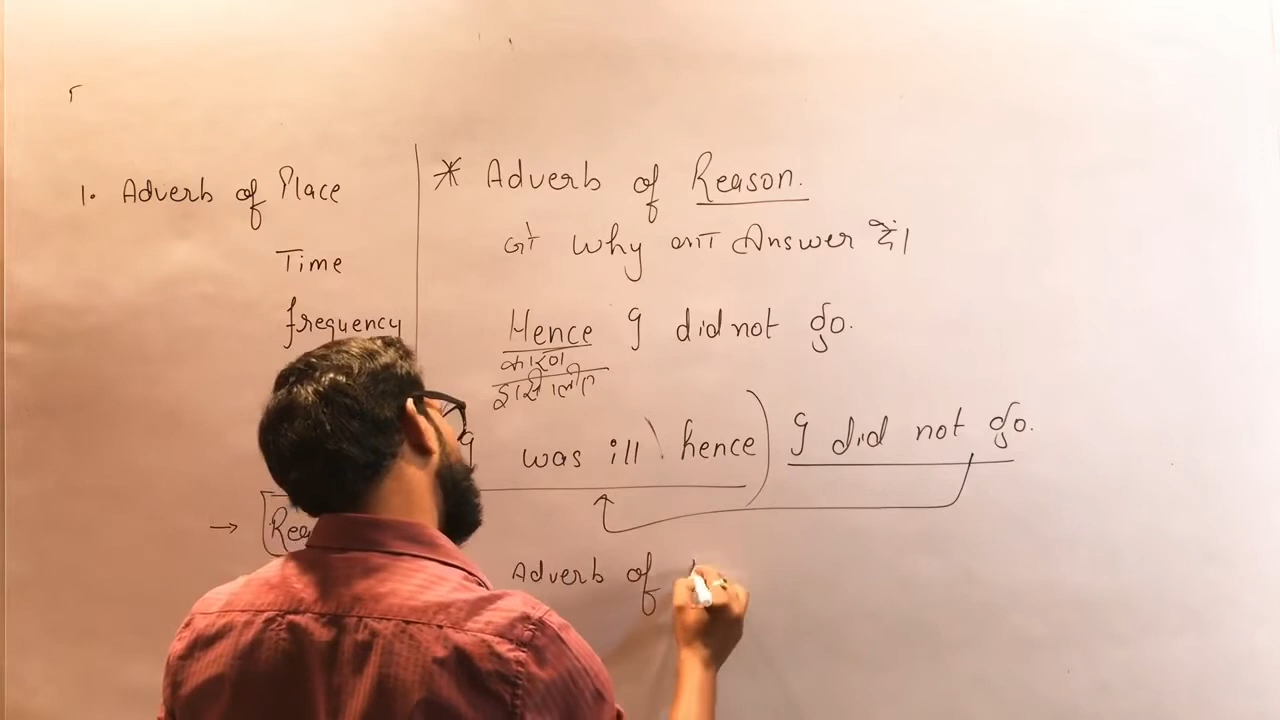 1. Adverb of Place
Time
frequency
→ Rea
* Adverb of Reason.
जो Why का Answer दें।
Hence I did not go.
कारण
इसीलिए
I was ill hence I did not go.
Adverb of